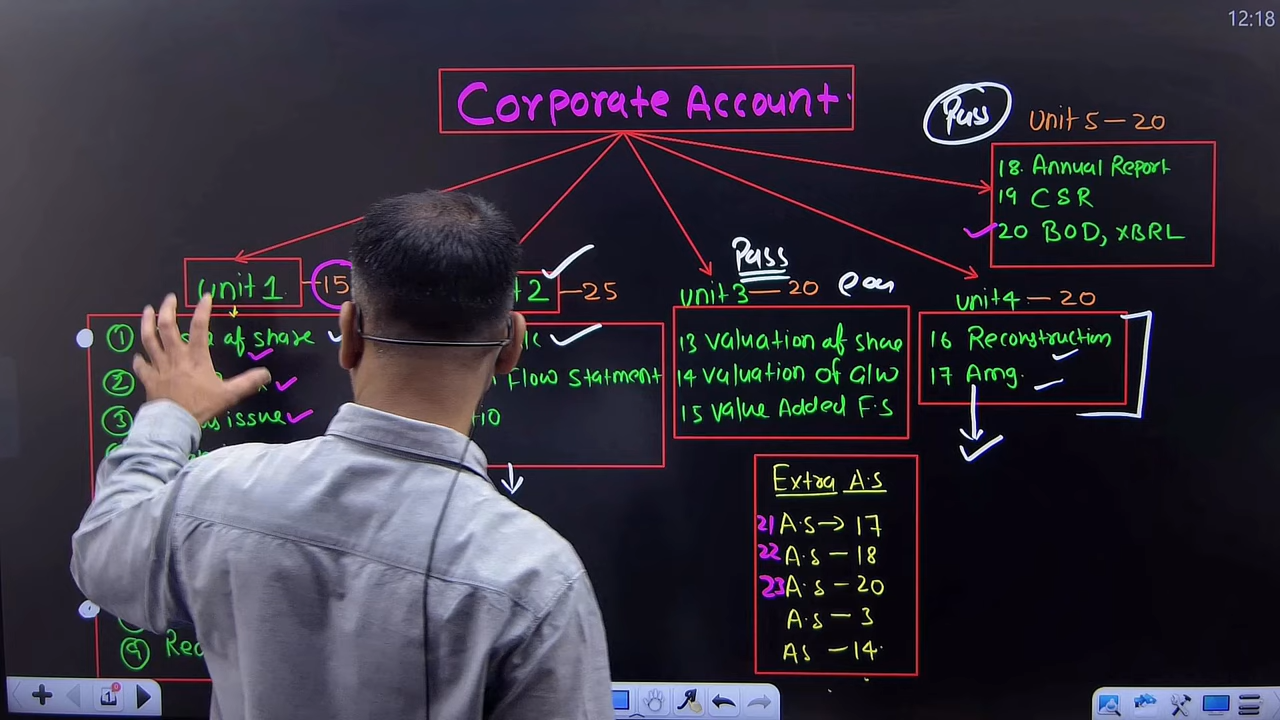 12:18
Corporate Account.
Pass
Unit 5 — 20
18. Annual Report
19 CSR
20 BOD, XBRL
Unit 1 — 15
2 — 25
Pass
Unit 3 — 20
Unit 4 — 20
① of share
②
③ issue
Flow Statment
13 Valuation of share
14 Valuation of G/W
15 Value Added F.S
16 Reconstruction
17 Amg.
Extra A.S
21 A.S → 17
22 A.S — 18
23 A.S — 20
A.S — 3
AS — 14
⑨
1